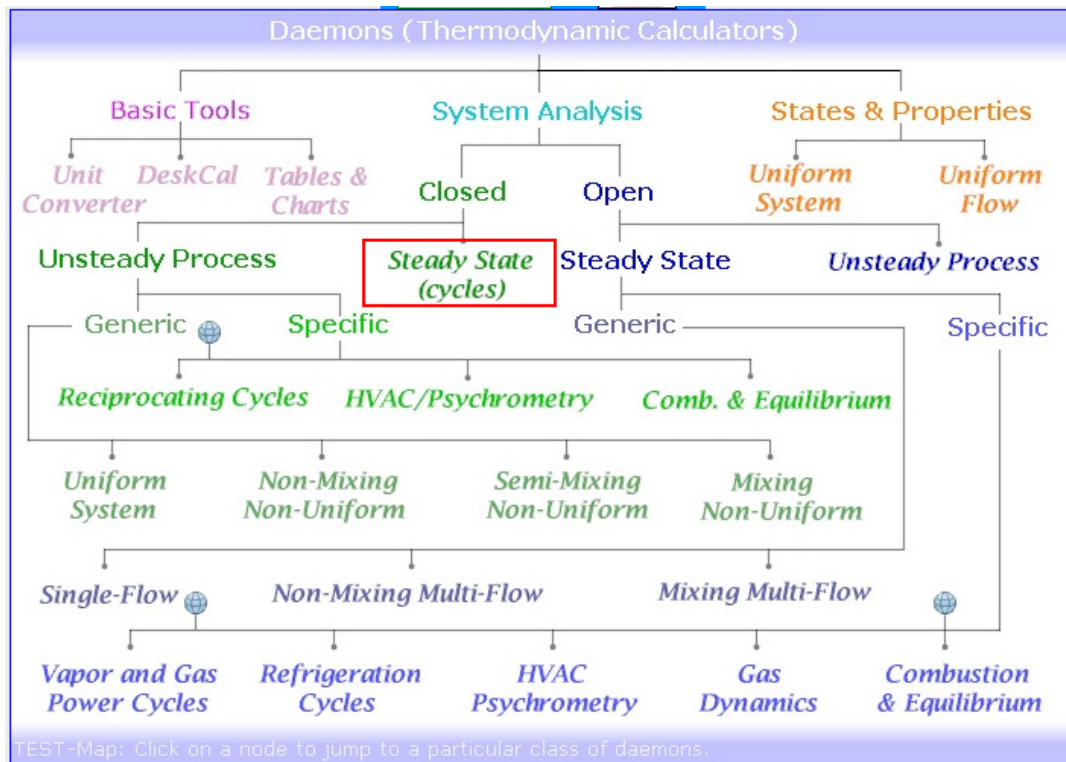 Daemons (Thermodynamic Calculators)
Basic Tools
System Analysis
States & Properties
Unit
Converter
DeskCal
Tables &
Charts
Closed
Open
Uniform
System
Uniform
Flow
Unsteady Process
Steady State
(cycles)
Steady State
Unsteady Process
Generic
Specific
Generic
Specific
Reciprocating Cycles
HVAC/Psychrometry
Comb. & Equilibrium
Uniform
System
Non-Mixing
Non-Uniform
Semi-Mixing
Non-Uniform
Mixing
Non-Uniform
Single-Flow
Non-Mixing Multi-Flow
Mixing Multi-Flow
Vapor and Gas
Power Cycles
Refrigeration
Cycles
HVAC
Psychrometry
Gas
Dynamics
Combustion
& Equilibrium
TEST-Map: Click on a node to jump to a particular class of daemons.